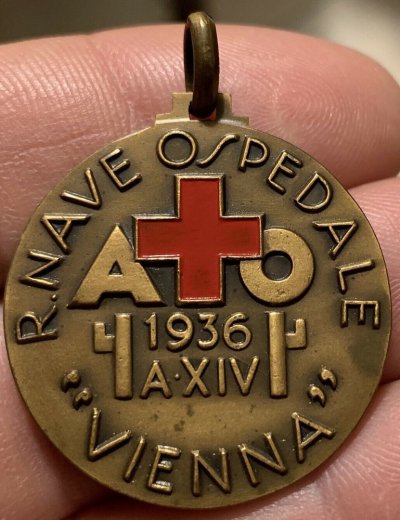 R. NAVE OSPEDALE
A O
1936
A·XIV
"VIENNA"